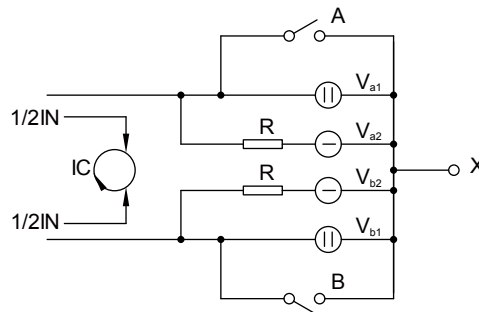 A
V a1
1/2IN
R
V a2
IC
X
R
V b2
1/2IN
V b1
B